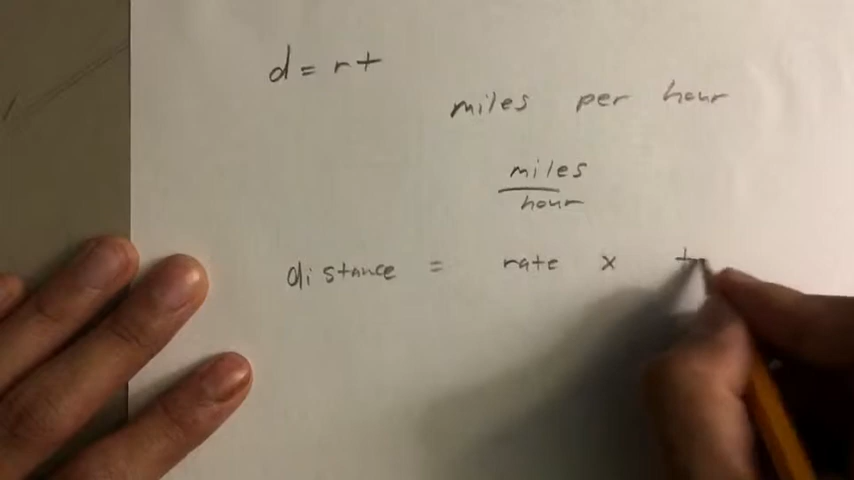 d = rt
miles per hour
miles
hour
distance = rate x